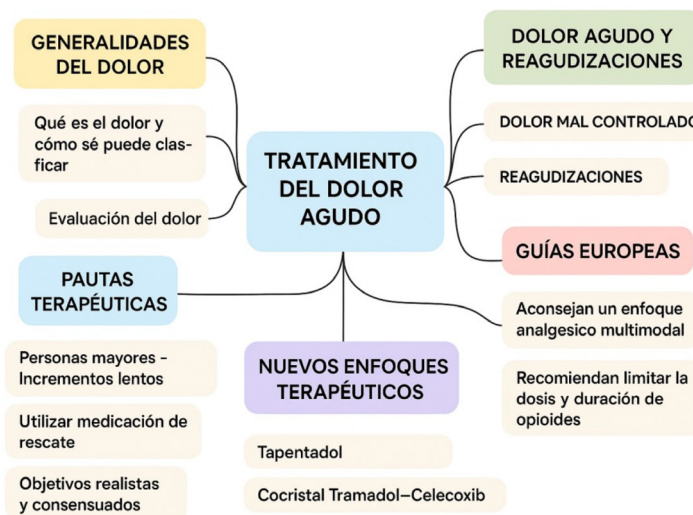 GENERALIDADES
DEL DOLOR
Qué es el dolor y
cómo sé puede clas-
ficar
Evaluación del dolor
TRATAMIENTO
DEL DOLOR
AGUDO
DOLOR AGUDO Y
REAGUDIZACIONES
DOLOR MAL CONTROLADO
REAGUDIZACIONES
GUÍAS EUROPEAS
Aconsejan un enfoque
analgesico multimodal
Recomiendan limitar la
dosis y duración de
opioides
PAUTAS
TERAPÉUTICAS
Personas mayores -
Incrementos lentos
Utilizar medicación de
rescate
Objetivos realistas
y consensuados
NUEVOS ENFOQUES
TERAPÉUTICOS
Tapentadol
Cocristal Tramadol–Celecoxib